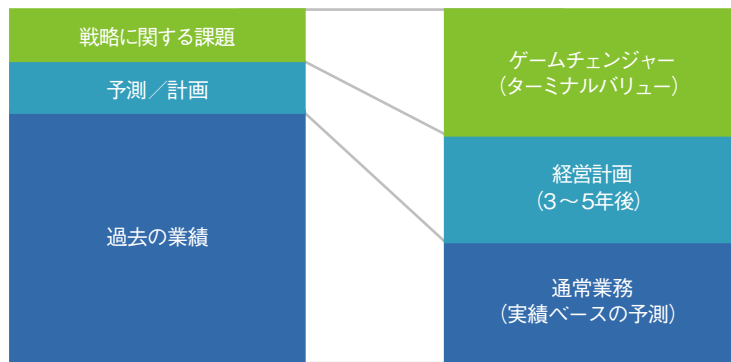 戦略に関する課題
予測／計画
過去の業績
ゲームチェンジャー
（ターミナルバリュー）
経営計画
（3～5年後）
通常業務
（実績ベースの予測）